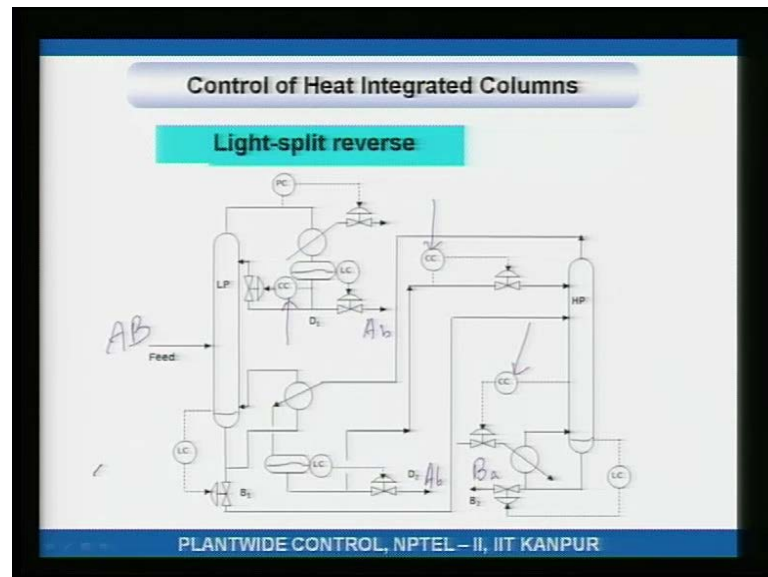 Control of Heat Integrated Columns
Light-split reverse
PC
LP
LC
CC
D₁
Ab
AB
Feed
CC
HP
CC
LC
B₁
LC
D₂
Ab
Ba
B₂
LC
PLANTWIDE CONTROL, NPTEL – II, IIT KANPUR